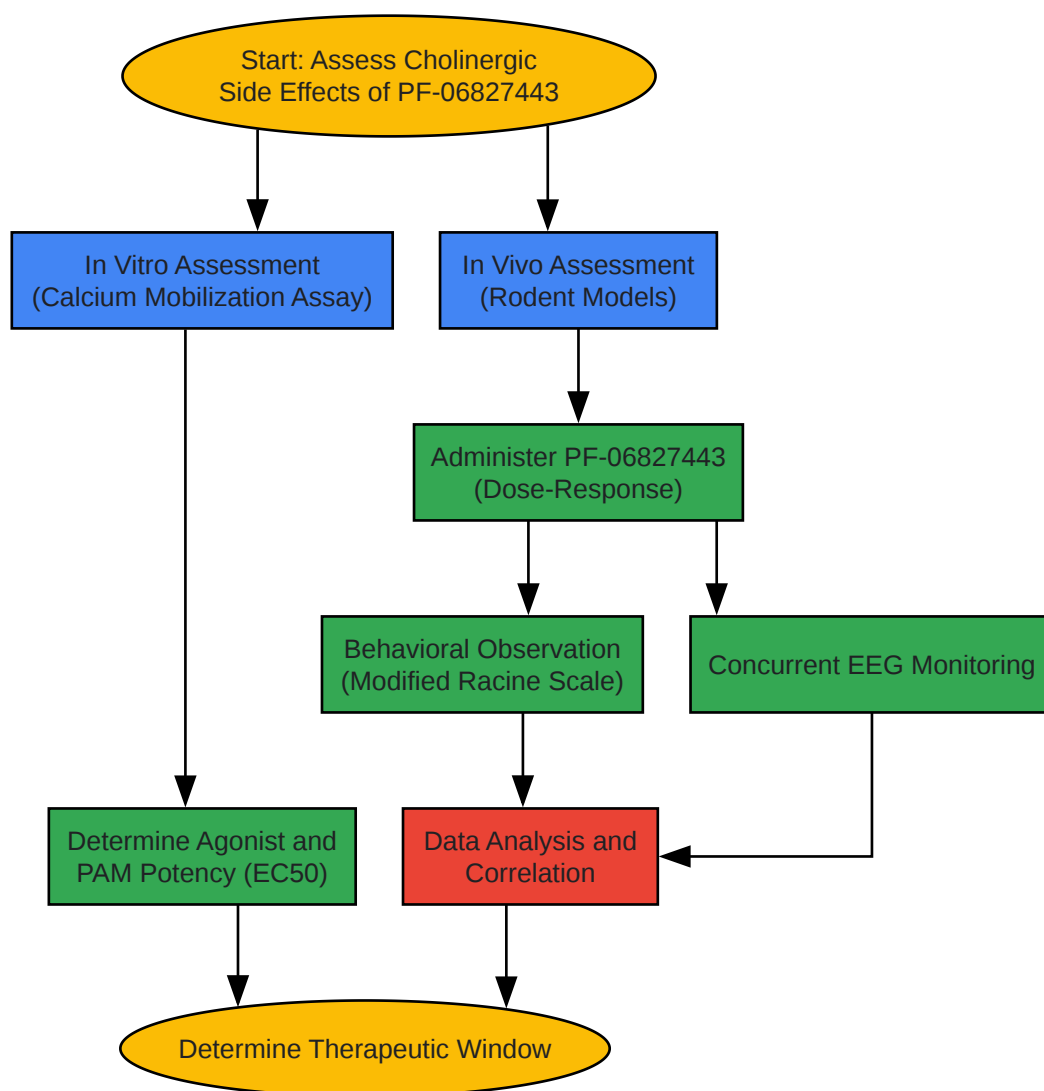 Start: Assess Cholinergic
Side Effects of PF-06827443
In Vitro Assessment
(Calcium Mobilization Assay)
In Vivo Assessment
(Rodent Models)
Administer PF-06827443
(Dose-Response)
Behavioral Observation
(Modified Racine Scale)
Concurrent EEG Monitoring
Determine Agonist and
PAM Potency (EC50)
Data Analysis and
Correlation
Determine Therapeutic Window